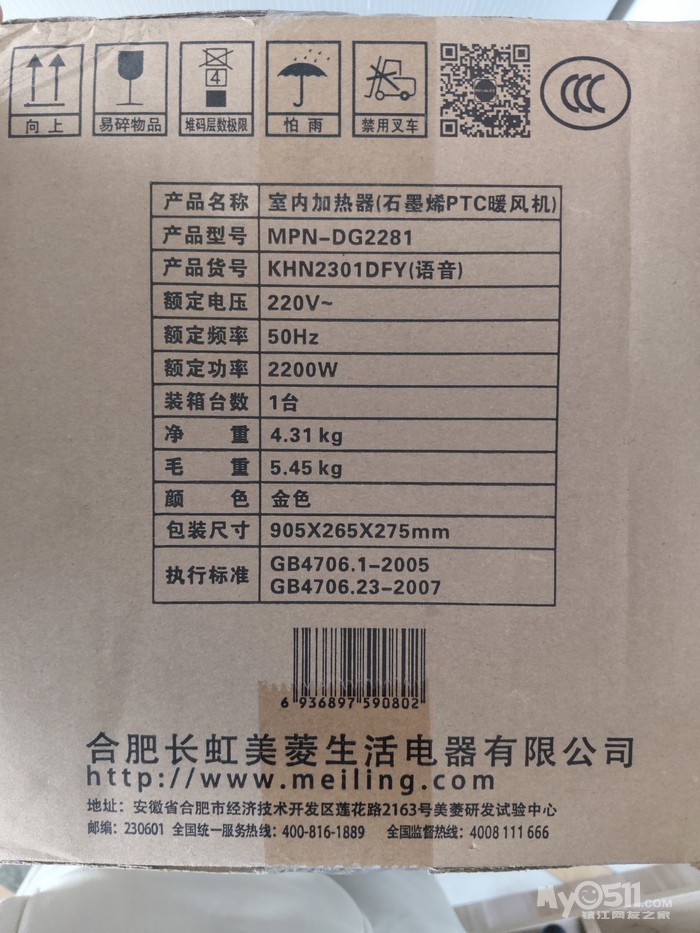 4
向上
易碎物品
堆码层数极限
怕雨
禁用叉车
产品名称 室内加热器(石墨烯PTC暖风机)
产品型号 MPN-DG2281
产品货号 KHN2301DFY(语音)
额定电压 220V~
额定频率 50Hz
额定功率 2200W
装箱台数 1台
净 重 4.31kg
毛 重 5.45kg
颜 色 金色
包装尺寸 905X265X275mm
执行标准 GB4706.1-2005
GB4706.23-2007
6 936897 590802
合肥长虹美菱生活电器有限公司
http://www.meiling.com
地址：安徽省合肥市经济技术开发区莲花路2163号美菱研发试验中心
邮编：230601 全国统一服务热线：400-816-1889 全国监督热线：4008 111 666
My0511.COM
镇江网友之家